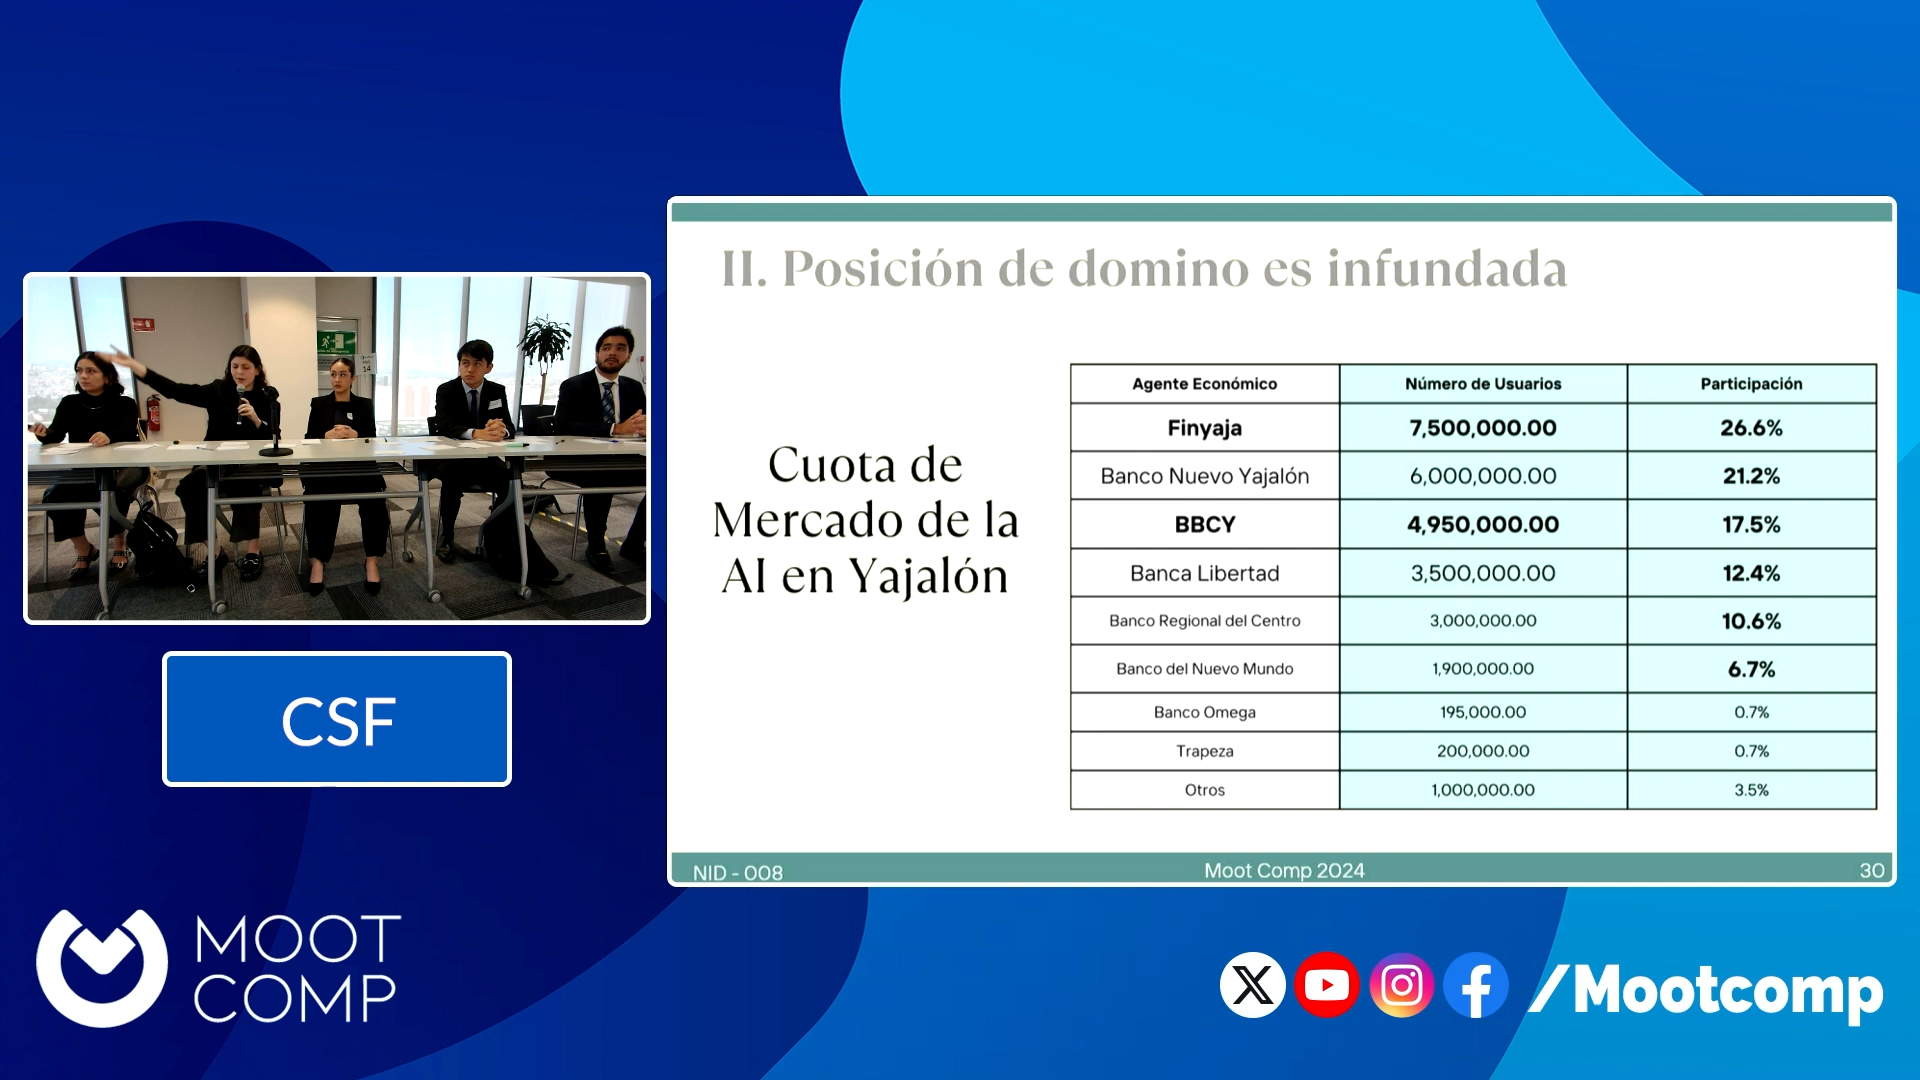 II. Posición de domino es infundada
Cuota de
Mercado de la
AI en Yajalón
Agente Económico Número de Usuarios Participación
Finyaja 7,500,000.00 26.6%
Banco Nuevo Yajalón 6,000,000.00 21.2%
BBCY 4,950,000.00 17.5%
Banca Libertad 3,500,000.00 12.4%
Banco Regional del Centro 3,000,000.00 10.6%
Banco del Nuevo Mundo 1,900,000.00 6.7%
Banco Omega 195,000.00 0.7%
Trapeza 200,000.00 0.7%
Otros 1,000,000.00 3.5%
NID - 008 Moot Comp 2024 30
14
CSF
MOOT
COMP
/Mootcomp